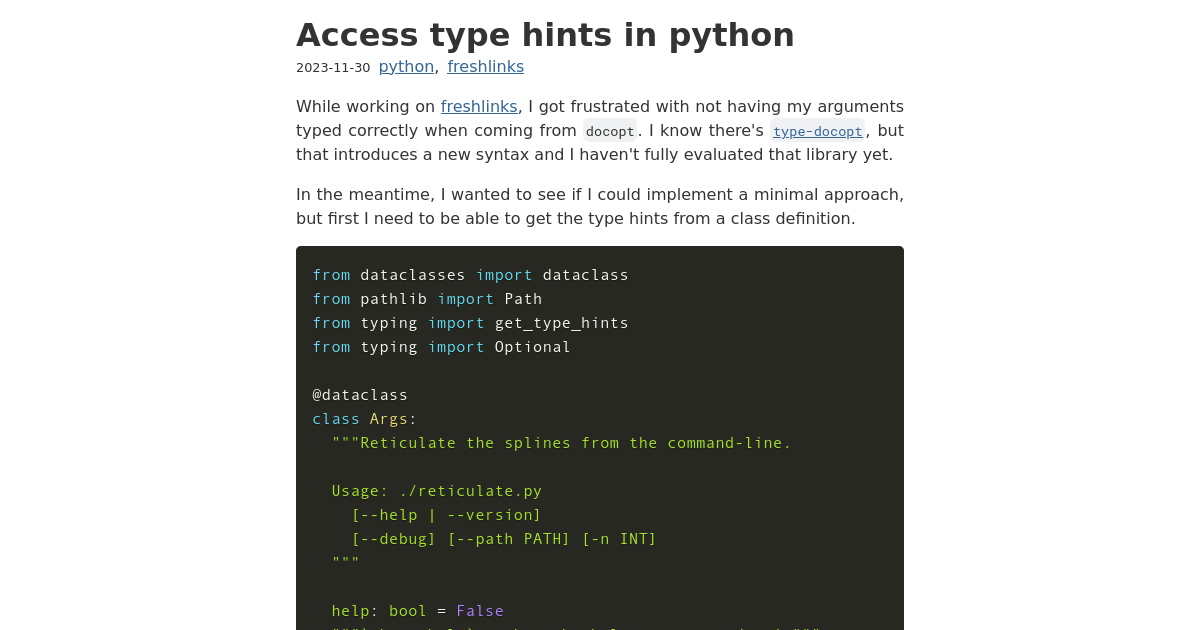 Access type hints in python
2023-11-30 python, freshlinks
While working on freshlinks, I got frustrated with not having my arguments
typed correctly when coming from docopt. I know there's type-docopt, but
that introduces a new syntax and I haven't fully evaluated that library yet.
In the meantime, I wanted to see if I could implement a minimal approach,
but first I need to be able to get the type hints from a class definition.
from dataclasses import dataclass
from pathlib import Path
from typing import get_type_hints
from typing import Optional
@dataclass
class Args:
"""Reticulate the splines from the command-line.
Usage: ./reticulate.py
[--help | --version]
[--debug] [--path PATH] [-n INT]
"""
help: bool = False